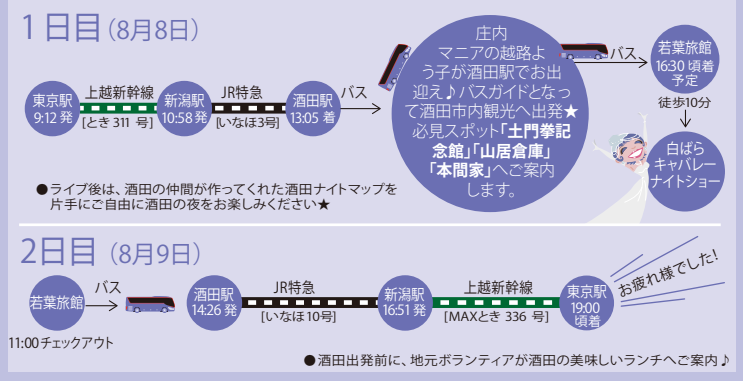 1日目（8月8日）
東京駅
9:12 発
上越新幹線
[とき 311 号]
新潟駅
10:58 発
JR特急
[いなほ3号]
酒田駅
13:05 着
バス
庄内
マニアの越路よ
う子が酒田駅でお出
迎え♪バスガイドとなっ
て酒田市内観光へ出発★
必見スポット「土門拳記
念館」「山居倉庫」
「本間家」へご案内
します。
バス
若葉旅館
16:30 頃着
予定
徒歩10分
白ばら
キャバレー
ナイトショー
●ライブ後は、酒田の仲間が作ってくれた酒田ナイトマップを
片手にご自由に酒田の夜をお楽しみください★
2日目（8月9日）
若葉旅館
11:00 チェックアウト
バス
酒田駅
14:26 発
JR特急
[いなほ10号]
新潟駅
16:51 発
上越新幹線
[MAXとき 336 号]
東京駅
19:00
頃着
お疲れ様でした！
●酒田出発前に、地元ボランティアが酒田の美味しいランチへご案内♪